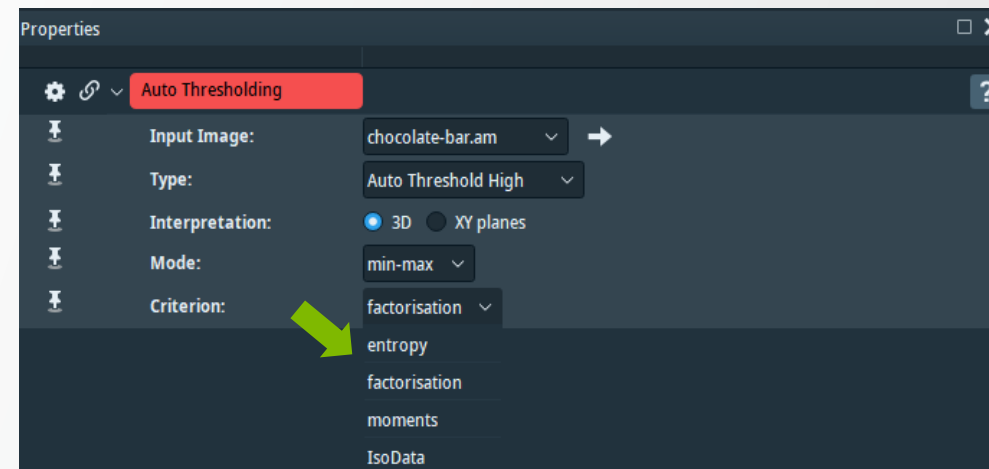 Properties
Auto Thresholding
?
Input Image: chocolate-bar.am
Type: Auto Threshold High
Interpretation: 3D XY planes
Mode: min-max
Criterion: factorisation
entropy
factorisation
moments
IsoData